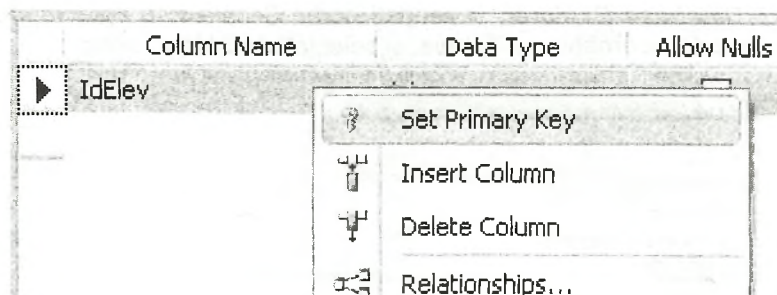 Column Name Data Type Allow Nulls
IdElev
Set Primary Key
Insert Column
Delete Column
Relationships...